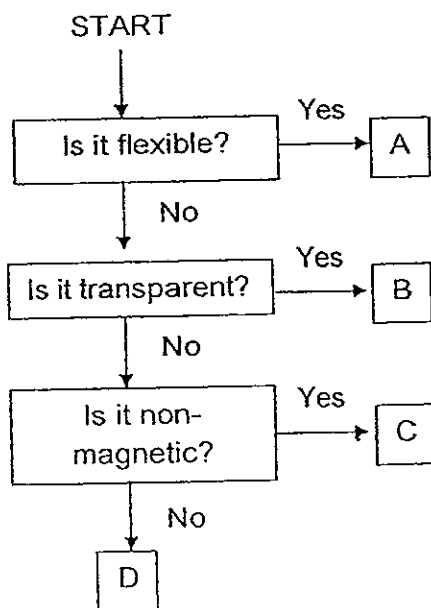 START
Is it flexible?
Yes
A
No
Is it transparent?
Yes
B
No
Is it non-
magnetic?
Yes
C
No
D